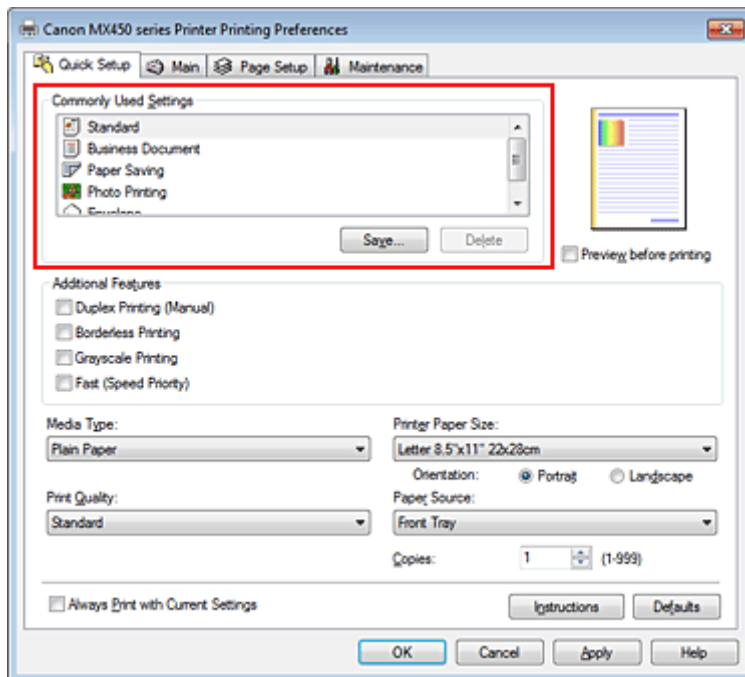 Canon MX450 series Printer Printing Preferences
Quick Setup Main Page Setup Maintenance
Commonly Used Settings
Standard
Business Document
Paper Saving
Photo Printing
Envelope
Save... Delete
Preview before printing
Addtional Features
Duplex Printing (Manual)
Borderless Printing
Grayscale Printing
Fast (Speed Priority)
Media Type:
Plain Paper
Printer Paper Size:
Letter 8.5"x11" 22x28cm
Orientation: Portrait Landscape
Print Quality:
Standard
Paper Source:
Front Tray
Copies: 1 (1-999)
Always Print with Current Settings
Instructions Defaults
OK Cancel Apply Help